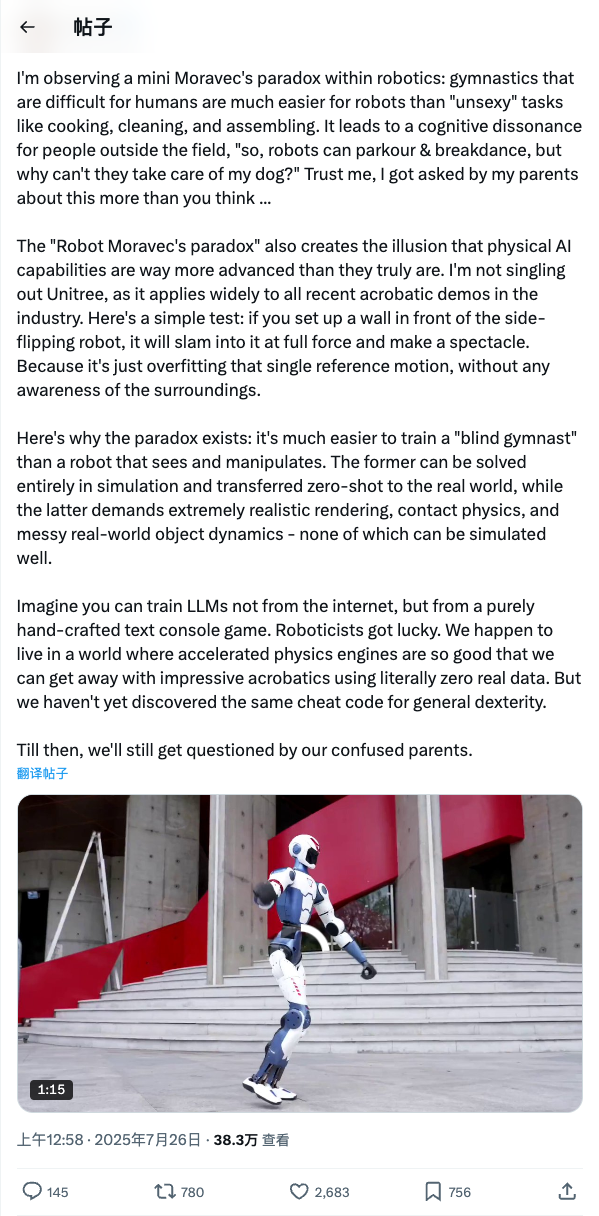 帖子
I'm observing a mini Moravec's paradox within robotics: gymnastics that
are difficult for humans are much easier for robots than "unsexy" tasks
like cooking, cleaning, and assembling. It leads to a cognitive dissonance
for people outside the field, "so, robots can parkour & breakdance, but
why can't they take care of my dog?" Trust me, I got asked by my parents
about this more than you think ...
The "Robot Moravec's paradox" also creates the illusion that physical AI
capabilities are way more advanced than they truly are. I'm not singling
out Unitree, as it applies widely to all recent acrobatic demos in the
industry. Here's a simple test: if you set up a wall in front of the side-
flipping robot, it will slam into it at full force and make a spectacle.
Because it's just overfitting that single reference motion, without any
awareness of the surroundings.
Here's why the paradox exists: it's much easier to train a "blind gymnast"
than a robot that sees and manipulates. The former can be solved
entirely in simulation and transferred zero-shot to the real world, while
the latter demands extremely realistic rendering, contact physics, and
messy real-world object dynamics - none of which can be simulated
well.
Imagine you can train LLMs not from the internet, but from a purely
hand-crafted text console game. Roboticists got lucky. We happen to
live in a world where accelerated physics engines are so good that we
can get away with impressive acrobatics using literally zero real data. But
we haven't yet discovered the same cheat code for general dexterity.
Till then, we'll still get questioned by our confused parents.
翻译帖子
1:15
上午12:58 · 2025年7月26日 · 38.3万 查看
145 780 2,683 756